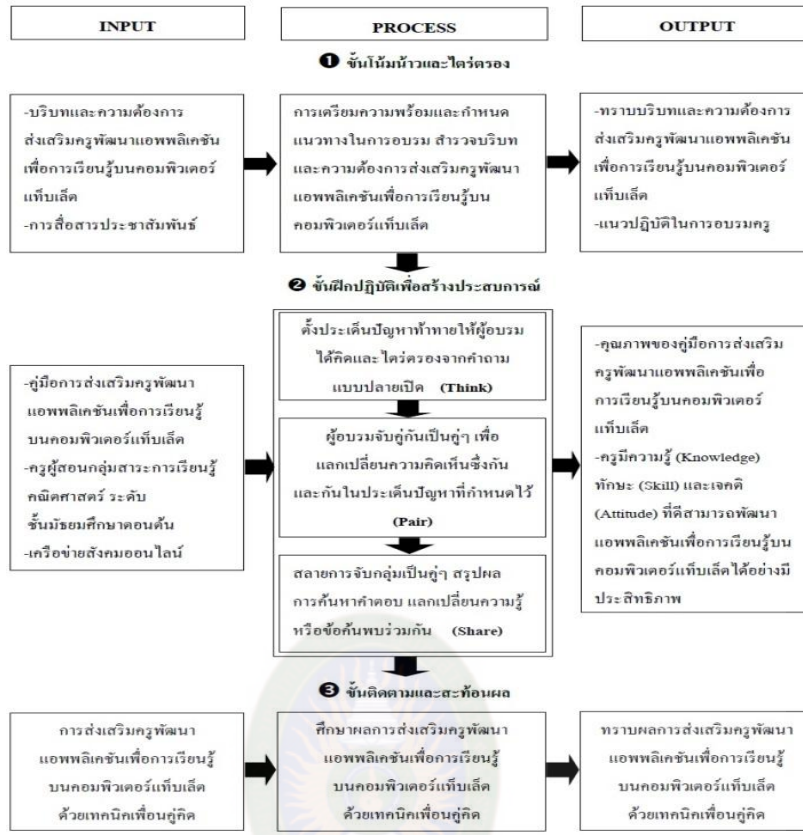 INPUT
PROCESS
OUTPUT
❶ ขั้นโน้มน้าวและไตร่ตรอง
-บริบทและความต้องการ
ส่งเสริมครูพัฒนาแอพพลิเคชัน
เพื่อการเรียนรู้บนคอมพิวเตอร์
แท็บเล็ต
-การสื่อสารประชาสัมพันธ์
การเตรียมความพร้อมและกำหนด
แนวทางในการอบรม สำรวจบริบท
และความต้องการส่งเสริมครูพัฒนา
แอพพลิเคชันเพื่อการเรียนรู้บน
คอมพิวเตอร์แท็บเล็ต
-ทราบบริบทและความต้องการ
ส่งเสริมครูพัฒนาแอพพลิเคชัน
เพื่อการเรียนรู้บนคอมพิวเตอร์
แท็บเล็ต
-แนวปฏิบัติในการอบรมครู
❷ ขั้นฝึกปฏิบัติเพื่อสร้างประสบการณ์
-คู่มือการส่งเสริมครูพัฒนา
แอพพลิเคชันเพื่อการเรียนรู้
บนคอมพิวเตอร์แท็บเล็ต
-ครูผู้สอนกลุ่มสาระการเรียนรู้
คณิตศาสตร์ ระดับ
ชั้นมัธยมศึกษาตอนต้น
-เครือข่ายสังคมออนไลน์
ตั้งประเด็นปัญหาท้าทายให้ผู้อบรม
ได้คิดและไตร่ตรองจากคำถาม
แบบปลายเปิด (Think)
ผู้อบรมจับคู่กันเป็นคู่ๆ เพื่อ
แลกเปลี่ยนความคิดเห็นซึ่งกัน
และกันในประเด็นปัญหาที่กำหนดไว้
(Pair)
สลายการจับกลุ่มเป็นคู่ๆ สรุปผล
การค้นหาคำตอบ แลกเปลี่ยนความรู้
หรือข้อค้นพบร่วมกัน (Share)
-คุณภาพของคู่มือการส่งเสริม
ครูพัฒนาแอพพลิเคชันเพื่อ
การเรียนรู้บนคอมพิวเตอร์
แท็บเล็ต
-ครูมีความรู้ (Knowledge)
ทักษะ (Skill) และเจคติ
(Attitude) ที่ดีสามารถพัฒนา
แอพพลิเคชันเพื่อการเรียนรู้บน
คอมพิวเตอร์แท็บเล็ตได้อย่างมี
ประสิทธิภาพ
❸ ขั้นติดตามและสะท้อนผล
การส่งเสริมครูพัฒนา
แอพพลิเคชันเพื่อการเรียนรู้
บนคอมพิวเตอร์แท็บเล็ต
ด้วยเทคนิคเพื่อนคู่คิด
ศึกษาผลการส่งเสริมครูพัฒนา
แอพพลิเคชันเพื่อการเรียนรู้
บนคอมพิวเตอร์แท็บเล็ต
ด้วยเทคนิคเพื่อนคู่คิด
ทราบผลการส่งเสริมครูพัฒนา
แอพพลิเคชันเพื่อการเรียนรู้
บนคอมพิวเตอร์แท็บเล็ต
ด้วยเทคนิคเพื่อนคู่คิด